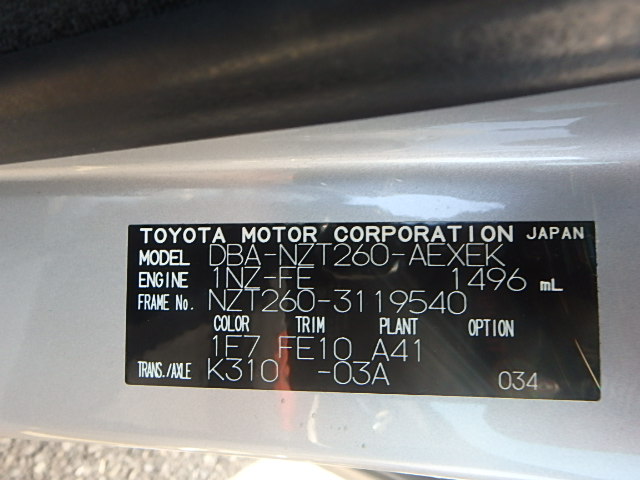 TOYOTA MOTOR CORPORATION JAPAN
MODEL DBA-NZT260-AEXEK
ENGINE 1NZ-FE 1496 mL
FRAME No. NZT260-3119540
COLOR TRIM PLANT OPTION
1F7 FE10 A41
TRANS./AXLE K310 -03A 034